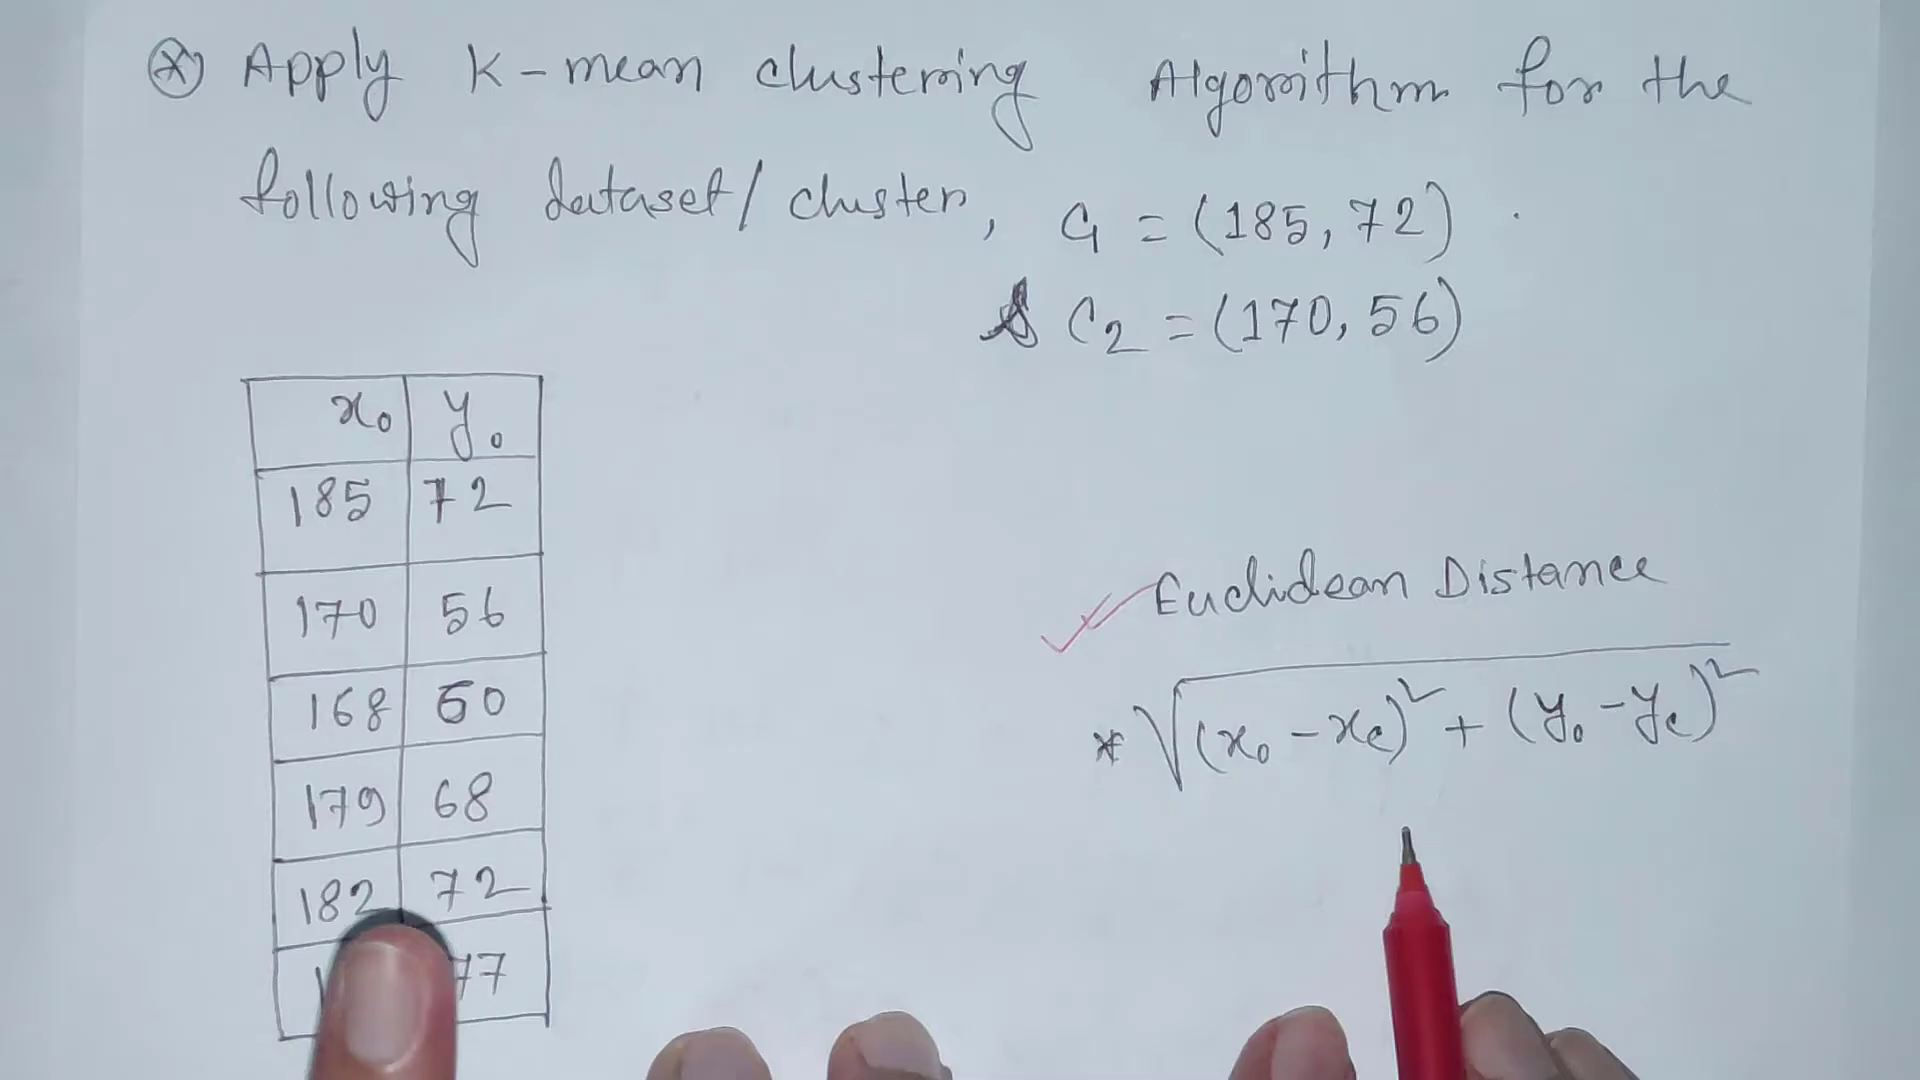 ⊗ Apply K-mean clustering Algorithm for the
following dataset/cluster, C1 = (185, 72)
& C2 = (170, 56)
x₀ y₀
185 72
170 56
168 60
179 68
182 72
77
Euclidean Distance
* √(x₀ - xc)² + (y₀ - yc)²